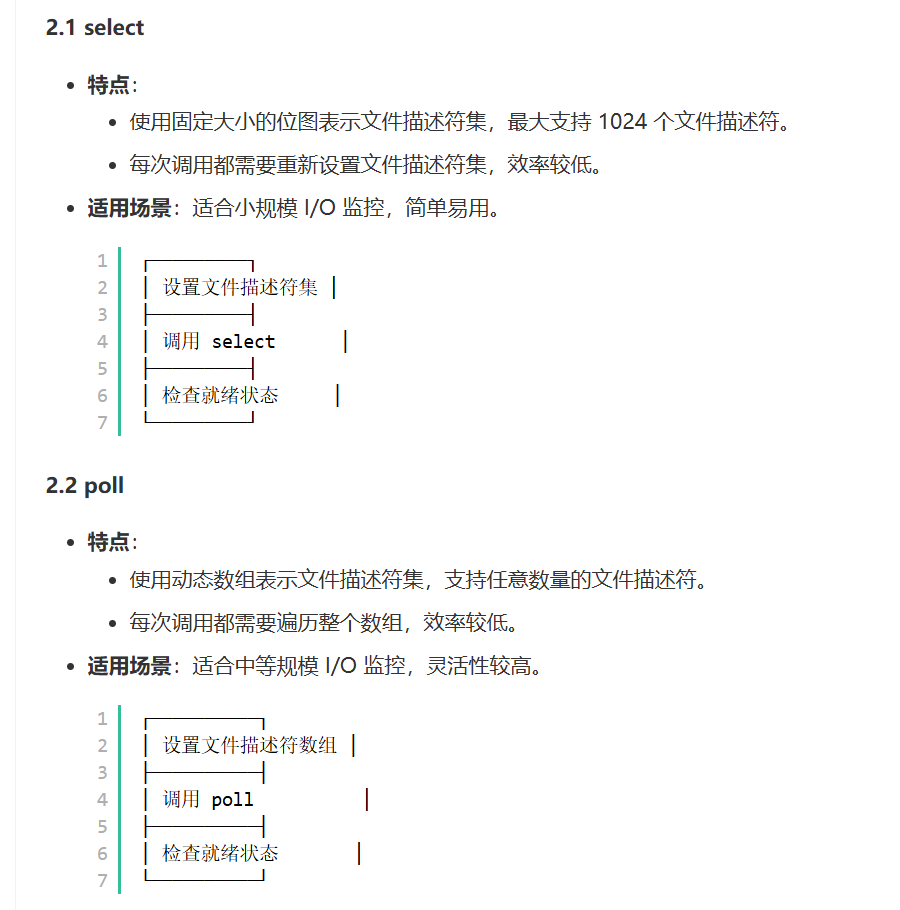 2.1 select
• 特点：
• 使用固定大小的位图表示文件描述符集，最大支持 1024 个文件描述符。
• 每次调用都需要重新设置文件描述符集，效率较低。
• 适用场景：适合小规模 I/O 监控，简单易用。
1 ┌─────────┐
2 │ 设置文件描述符集 │
3 ├─────────┤
4 │ 调用 select │
5 ├─────────┤
6 │ 检查就绪状态 │
7 └─────────┘
2.2 poll
• 特点：
• 使用动态数组表示文件描述符集，支持任意数量的文件描述符。
• 每次调用都需要遍历整个数组，效率较低。
• 适用场景：适合中等规模 I/O 监控，灵活性较高。
1 ┌──────────┐
2 │ 设置文件描述符数组 │
3 ├──────────┤
4 │ 调用 poll │
5 ├──────────┤
6 │ 检查就绪状态 │
7 └──────────┘